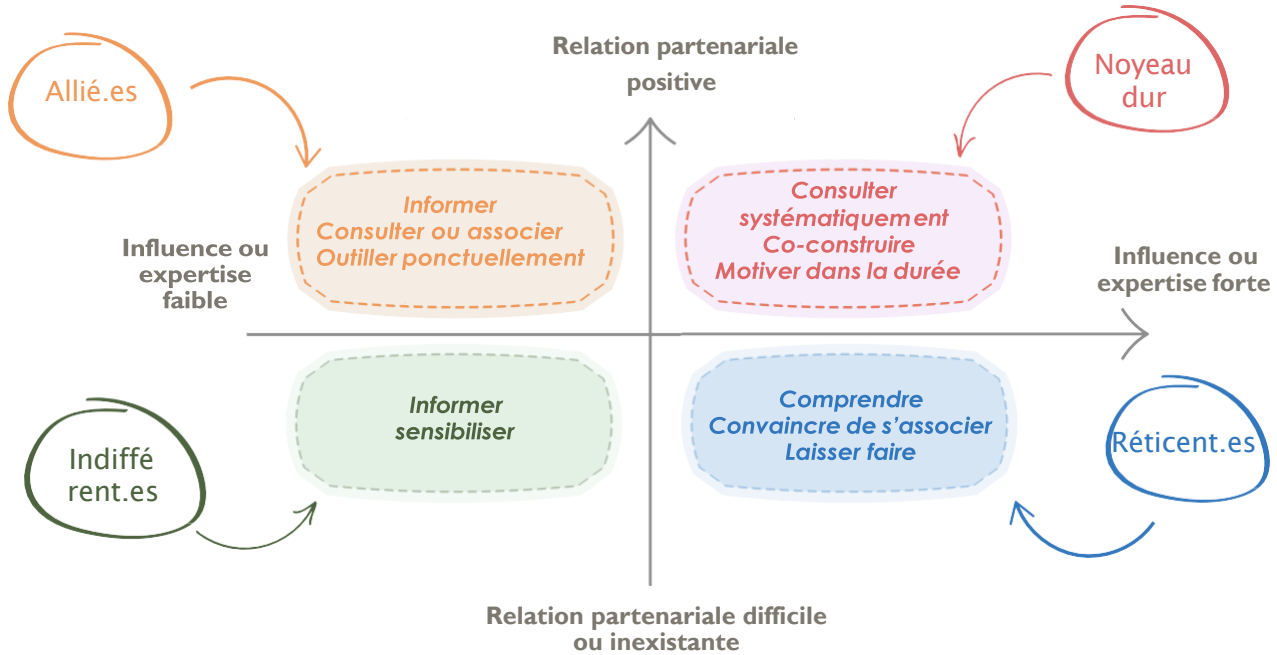 Relation partenariale
positive
Allié.es
Noyeau
dur
Informer
Consulter ou associer
Outiller ponctuellement
Consulter
systématiquement
Co-construire
Motiver dans la durée
Influence ou
expertise
faible
Influence ou
expertise forte
Informer
sensibiliser
Comprendre
Convaincre de s’associer
Laisser faire
Indiffé
rent.es
Réticent.es
Relation partenariale difficile
ou inexistante